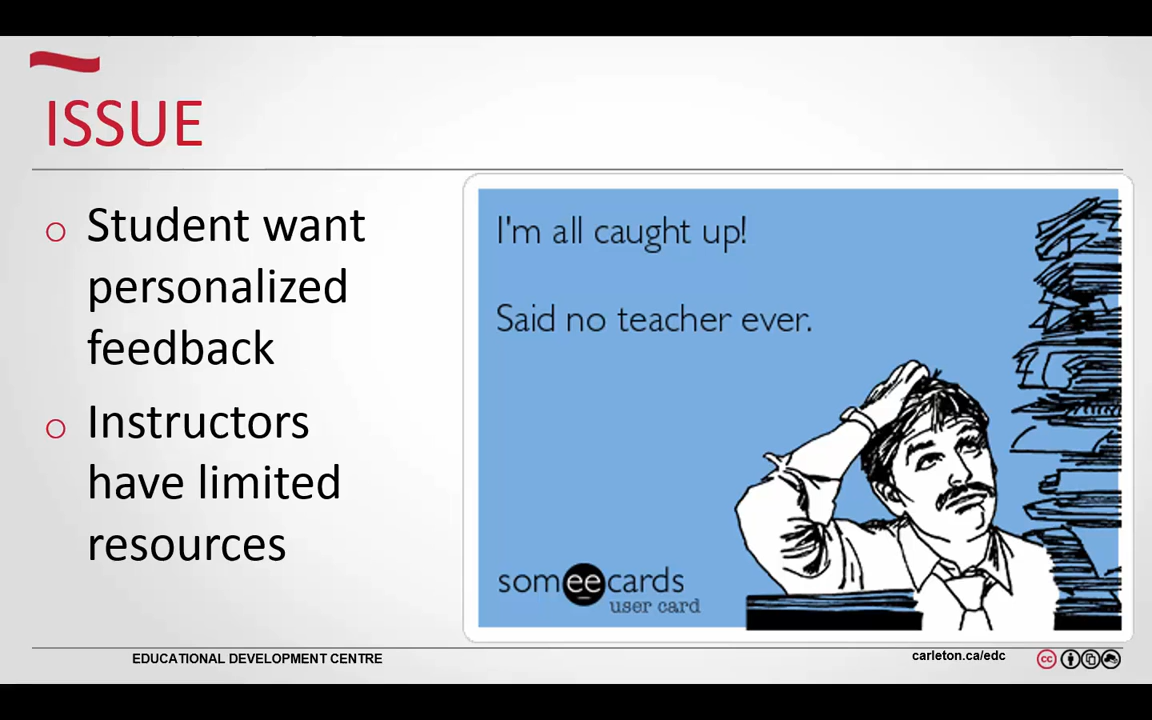 ISSUE
o Student want
personalized
feedback
o Instructors
have limited
resources
I'm all caught up!
Said no teacher ever.
someecards
user card
EDUCATIONAL DEVELOPMENT CENTRE
carleton.ca/edc
cc